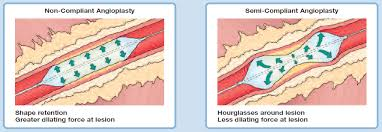 Non-Compliant Angioplasty
Shape retention
Greater dilating force at lesion
Semi-Compliant Angioplasty
Hourglasses around lesion
Less dilating force at lesion